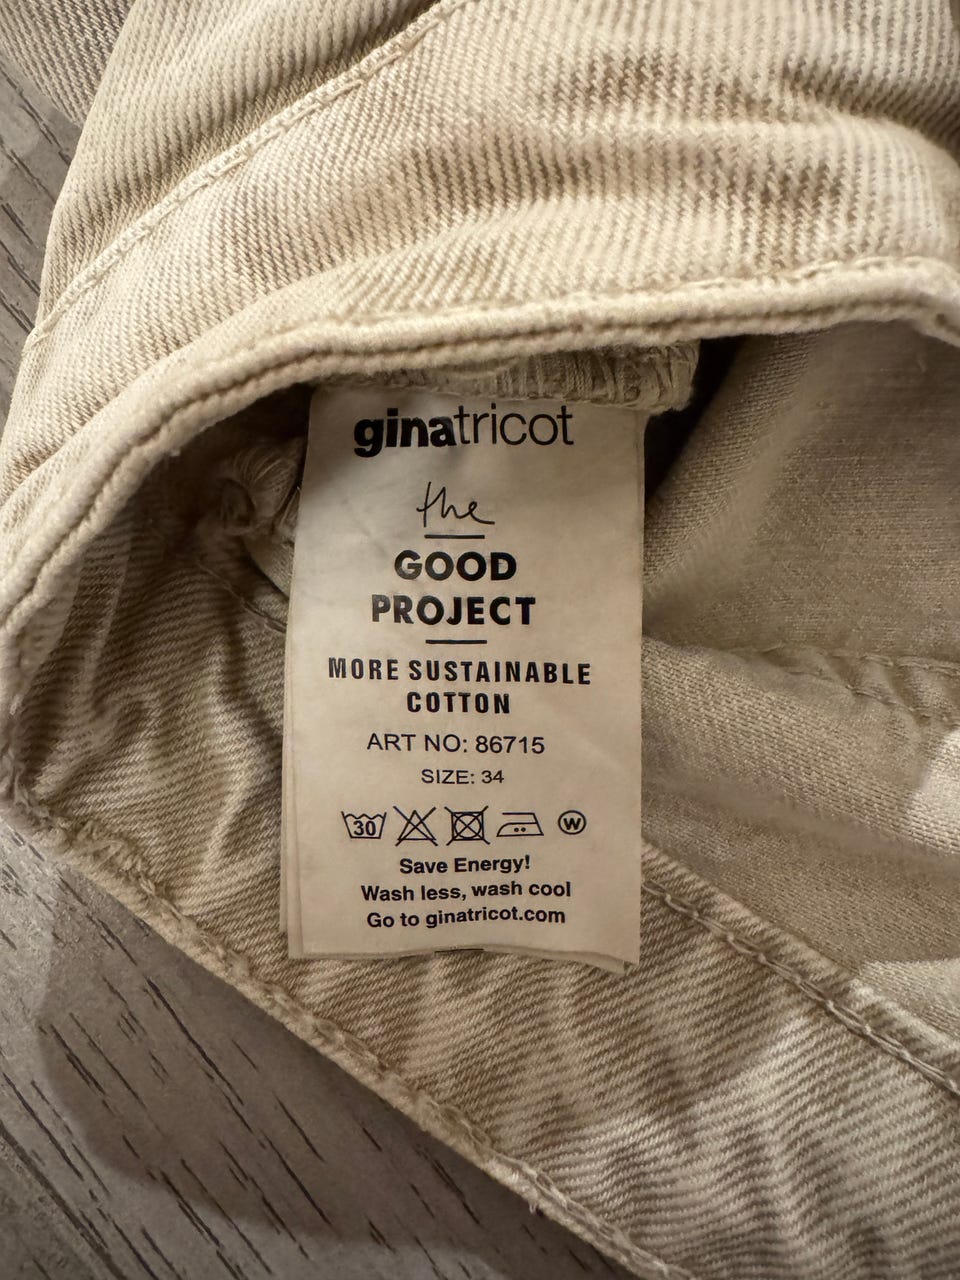 ginatricot
the
GOOD
PROJECT
MORE SUSTAINABLE
COTTON
ART NO: 86715
SIZE: 34
30 W
Save Energy!
Wash less, wash cool
Go to ginatricot.com